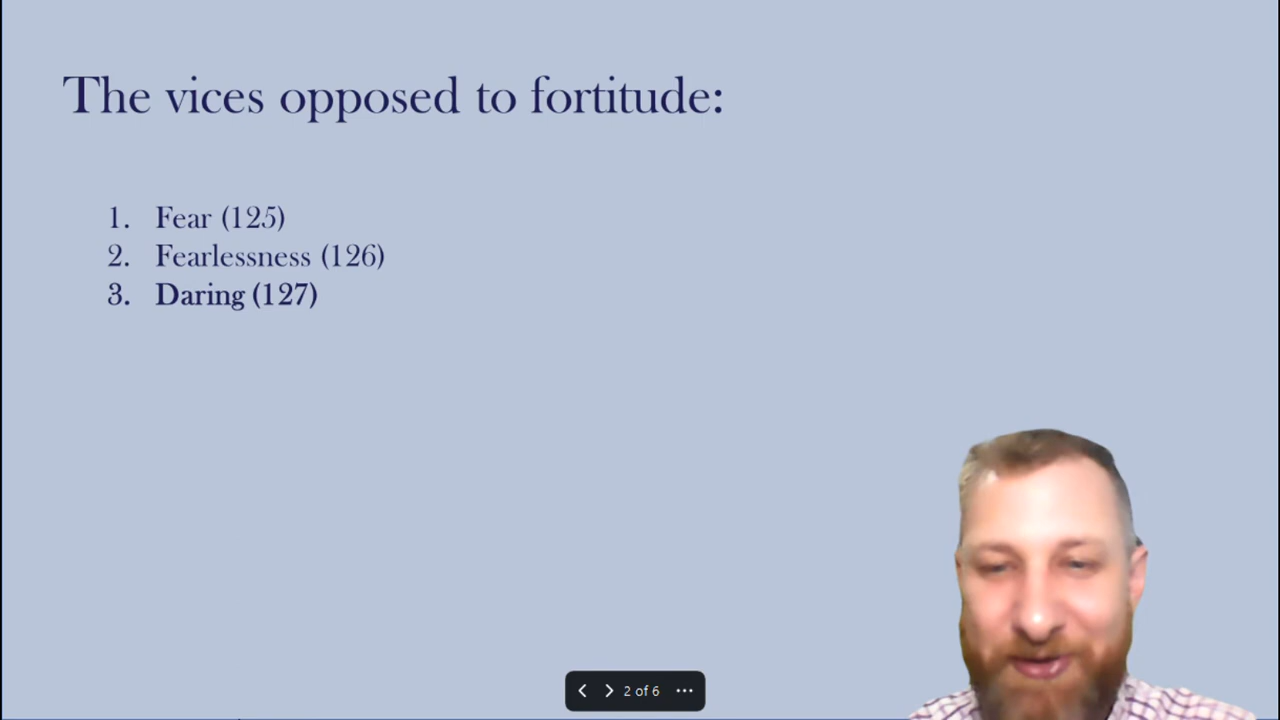 The vices opposed to fortitude:
1. Fear (125)
2. Fearlessness (126)
3. Daring (127)
2 of 6